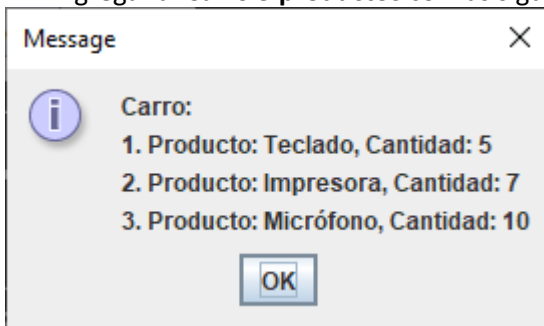 Message
Carro:
1. Producto: Teclado, Cantidad: 5
2. Producto: Impresora, Cantidad: 7
3. Producto: Micrófono, Cantidad: 10
OK